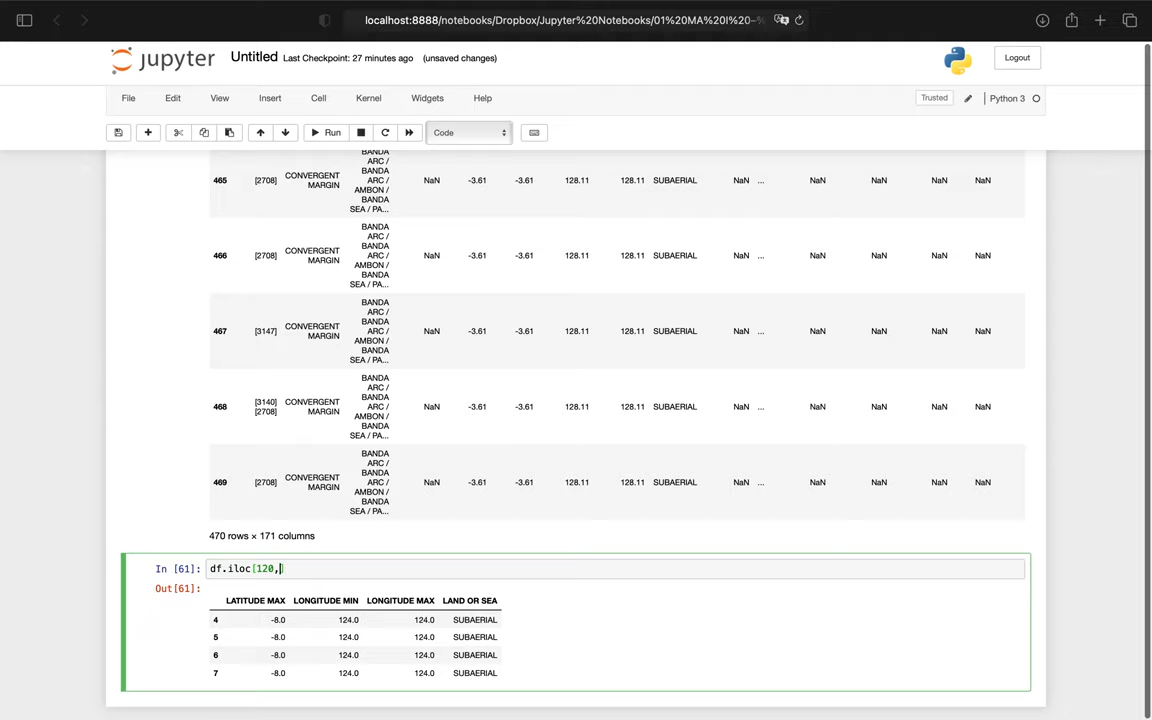 localhost:8888/notebooks/Dropbox/Jupyter%20Notebooks/01%20MA%20I%20–%
jupyter Untitled Last Checkpoint: 27 minutes ago (unsaved changes) Logout
File Edit View Insert Cell Kernel Widgets Help Trusted Python 3
Run Code
465 [2708] CONVERGENT MARGIN BANDA ARC / BANDA ARC / AMBON / BANDA SEA / PA... NaN -3.61 -3.61 128.11 128.11 SUBAERIAL NaN ... NaN NaN NaN NaN
466 [2708] CONVERGENT MARGIN BANDA ARC / BANDA ARC / AMBON / BANDA SEA / PA... NaN -3.61 -3.61 128.11 128.11 SUBAERIAL NaN ... NaN NaN NaN NaN
467 [3147] CONVERGENT MARGIN BANDA ARC / BANDA ARC / AMBON / BANDA SEA / PA... NaN -3.61 -3.61 128.11 128.11 SUBAERIAL NaN ... NaN NaN NaN NaN
468 [3140] [2708] CONVERGENT MARGIN BANDA ARC / BANDA ARC / AMBON / BANDA SEA / PA... NaN -3.61 -3.61 128.11 128.11 SUBAERIAL NaN ... NaN NaN NaN NaN
469 [2708] CONVERGENT MARGIN BANDA ARC / BANDA ARC / AMBON / BANDA SEA / PA... NaN -3.61 -3.61 128.11 128.11 SUBAERIAL NaN ... NaN NaN NaN NaN
470 rows × 171 columns
In [61]: df.iloc[120,]
Out[61]:
LATITUDE MAX LONGITUDE MIN LONGITUDE MAX LAND OR SEA
4 -8.0 124.0 124.0 SUBAERIAL
5 -8.0 124.0 124.0 SUBAERIAL
6 -8.0 124.0 124.0 SUBAERIAL
7 -8.0 124.0 124.0 SUBAERIAL